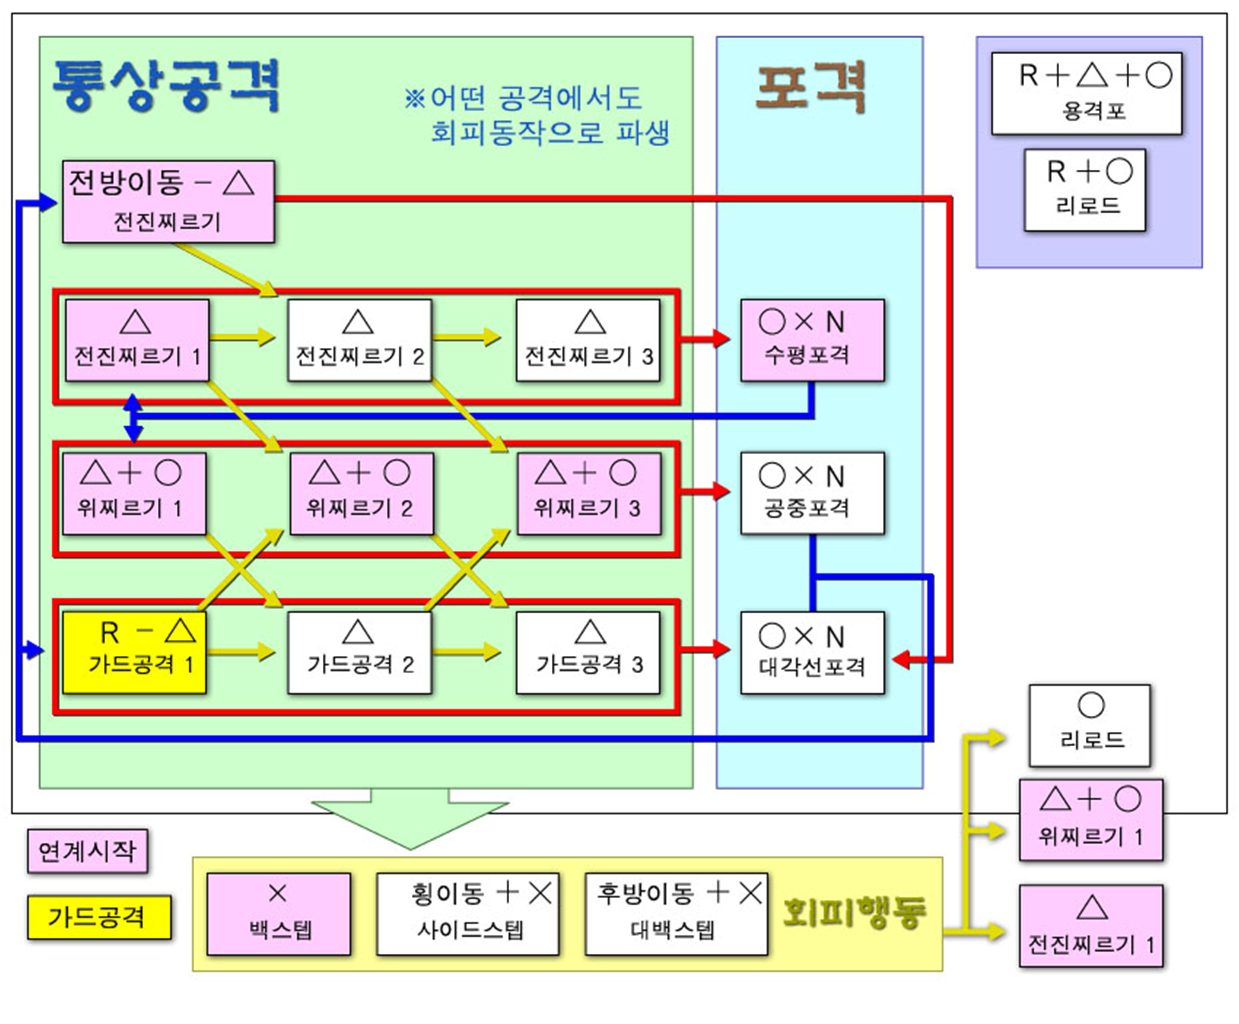 통상공격
※어떤 공격에서도
회피동작으로 파생
포격
R+△+○
용격포
R+○
리로드
전방이동 - △
전진찌르기
△
전진찌르기 1
△
전진찌르기 2
△
전진찌르기 3
○×N
수평포격
△+○
위찌르기 1
△+○
위찌르기 2
△+○
위찌르기 3
○×N
공중포격
R - △
가드공격 1
△
가드공격 2
△
가드공격 3
○×N
대각선포격
○
리로드
△+○
위찌르기 1
△
전진찌르기 1
연계시작
가드공격
×
백스텝
횡이동 +×
사이드스텝
후방이동 +×
대백스텝
회피행동